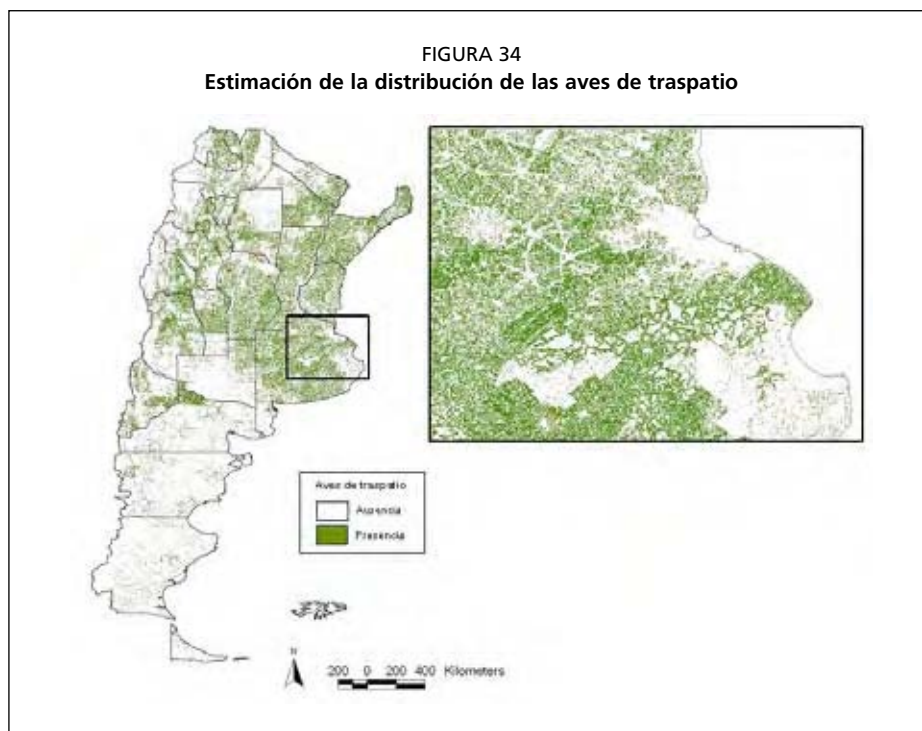 FIGURA 34
Estimación de la distribución de las aves de traspatio
Aves de traspatio
Ausencia
Presencia
N
200 0 200 400 Kilometers